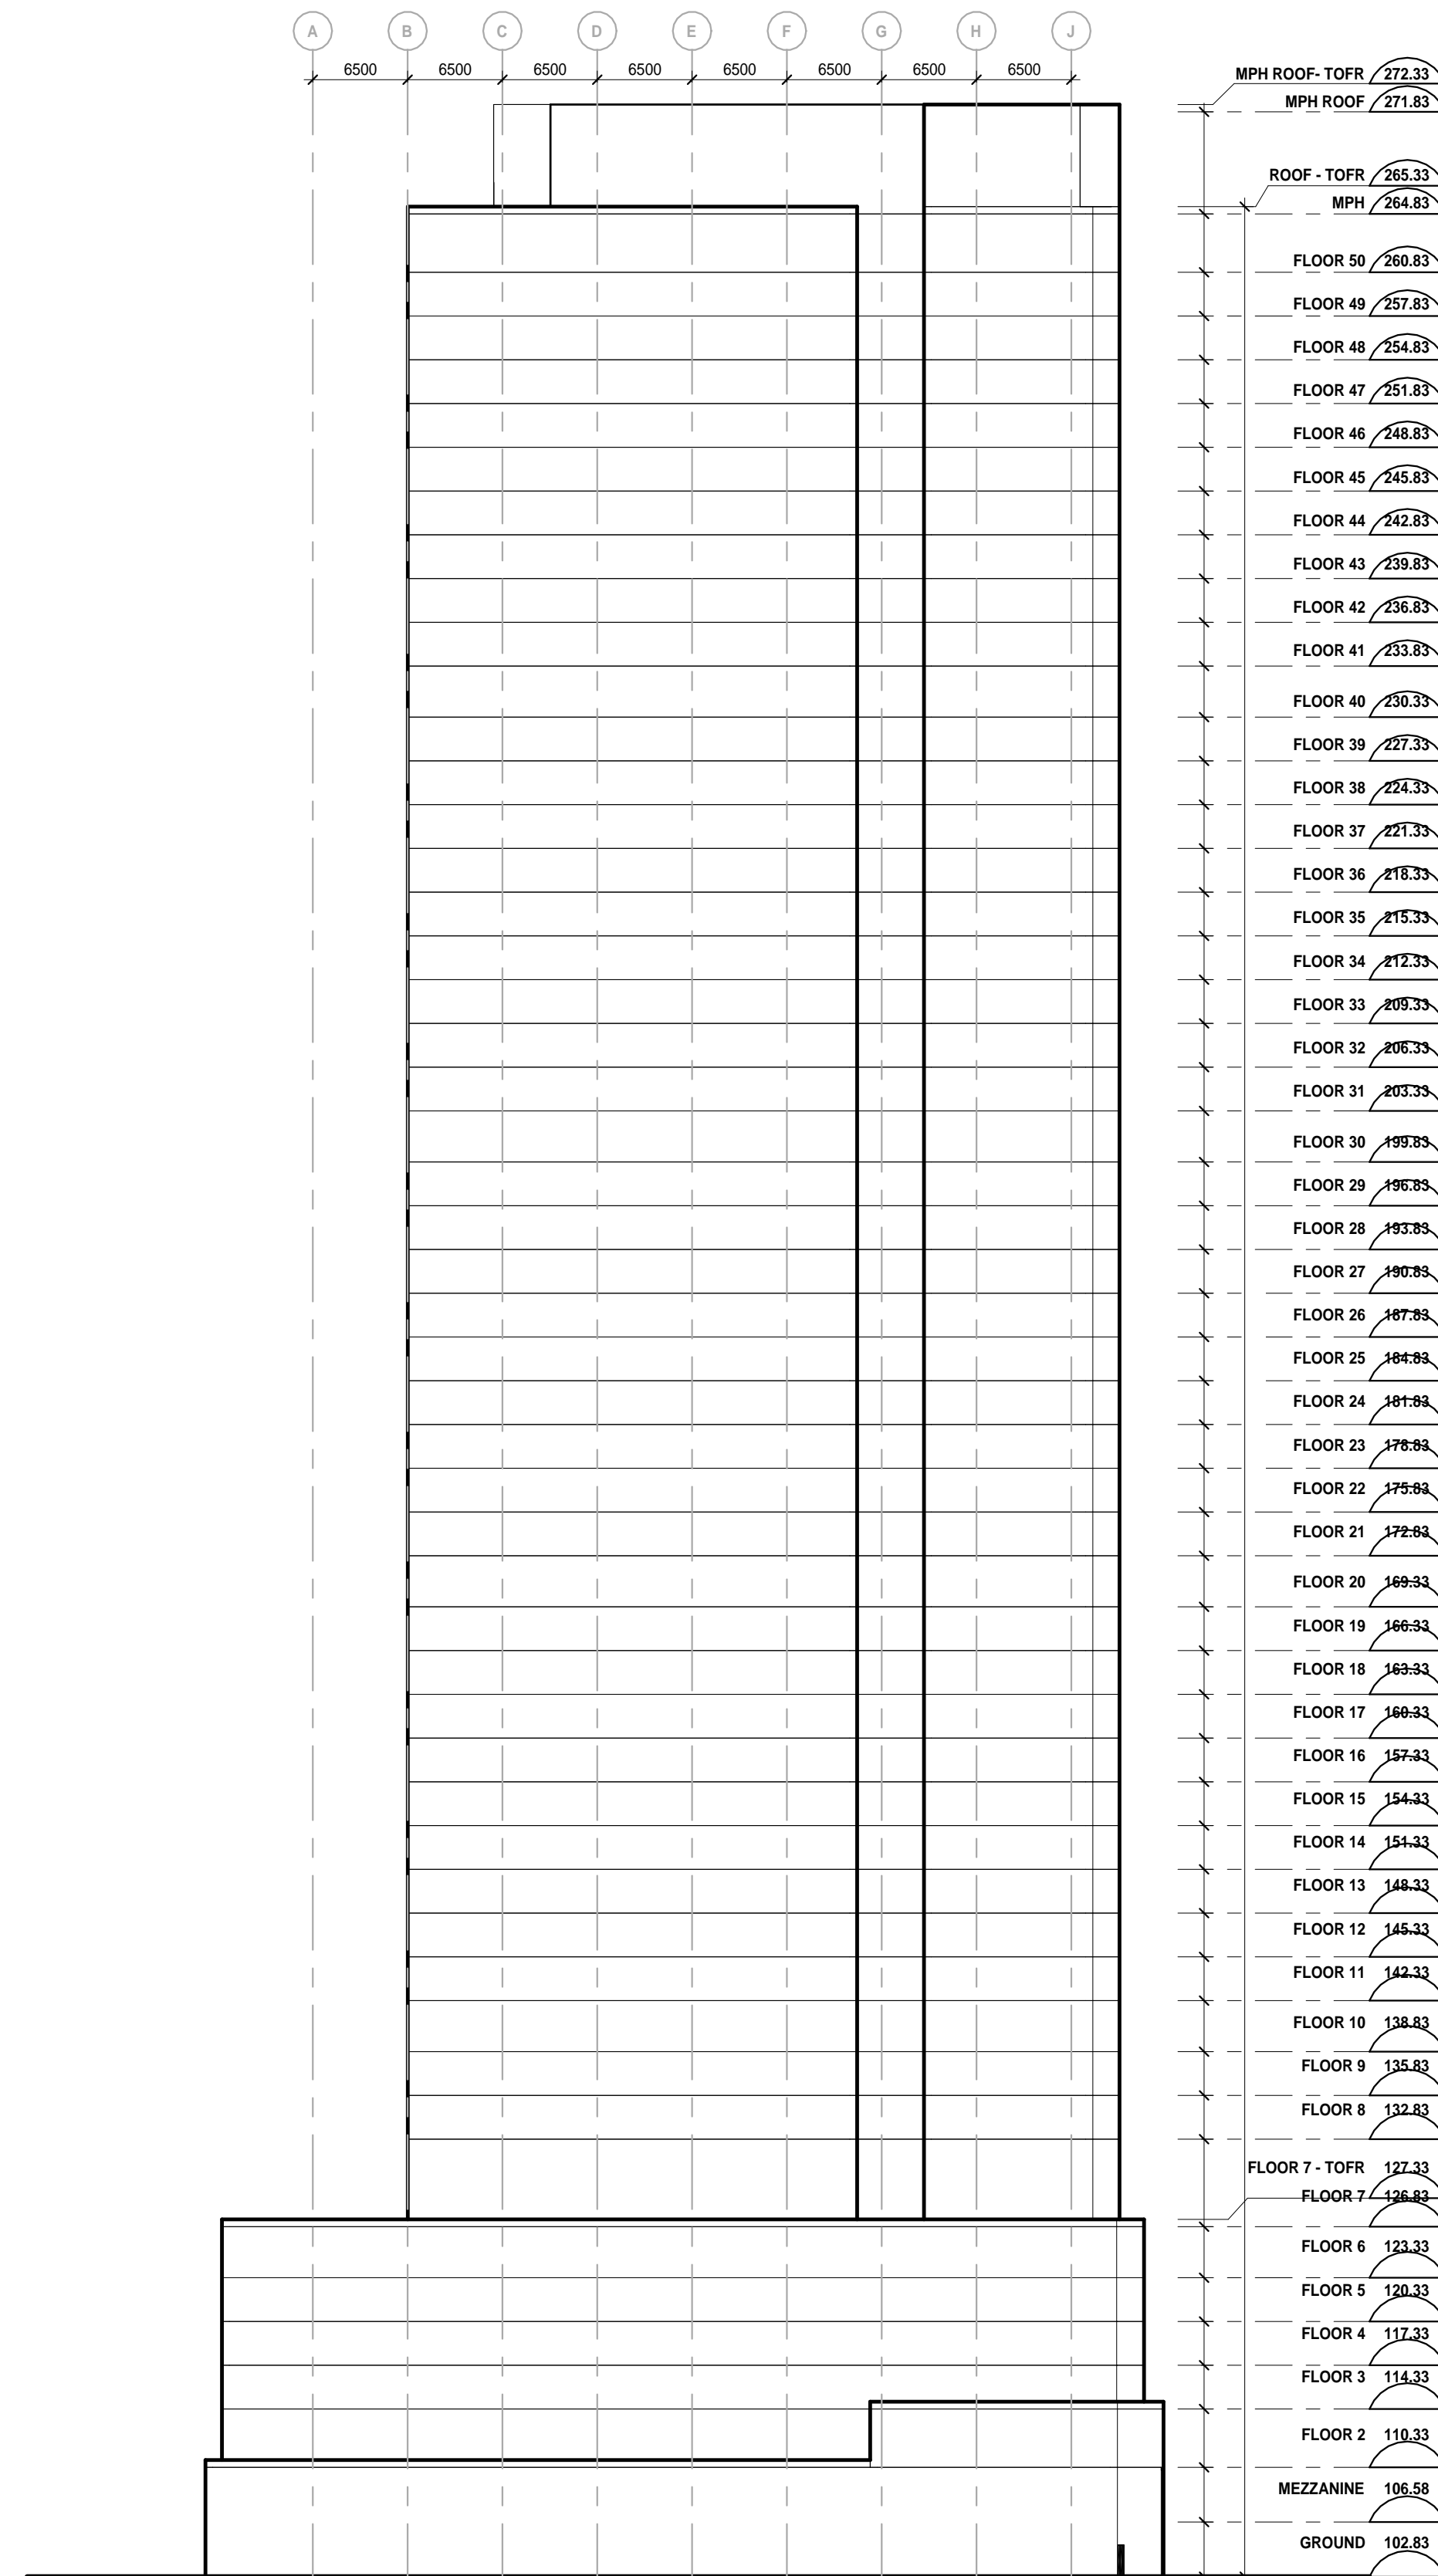 A B C D E F G H J
6500 6500 6500 6500 6500 6500 6500 6500
MPH ROOF- TOFR 272.33
MPH ROOF 271.83
ROOF - TOFR 265.33
MPH 264.83
FLOOR 50 260.83
FLOOR 49 257.83
FLOOR 48 254.83
FLOOR 47 251.83
FLOOR 46 248.83
FLOOR 45 245.83
FLOOR 44 242.83
FLOOR 43 239.83
FLOOR 42 236.83
FLOOR 41 233.83
FLOOR 40 230.33
FLOOR 39 227.33
FLOOR 38 224.33
FLOOR 37 221.33
FLOOR 36 218.33
FLOOR 35 215.33
FLOOR 34 212.33
FLOOR 33 209.33
FLOOR 32 206.33
FLOOR 31 203.33
FLOOR 30 199.83
FLOOR 29 196.83
FLOOR 28 193.83
FLOOR 27 190.83
FLOOR 26 187.83
FLOOR 25 184.83
FLOOR 24 181.83
FLOOR 23 178.83
FLOOR 22 175.83
FLOOR 21 172.83
FLOOR 20 169.33
FLOOR 19 166.33
FLOOR 18 163.33
FLOOR 17 160.33
FLOOR 16 157.33
FLOOR 15 154.33
FLOOR 14 151.33
FLOOR 13 148.33
FLOOR 12 145.33
FLOOR 11 142.33
FLOOR 10 138.83
FLOOR 9 135.83
FLOOR 8 132.83
FLOOR 7 - TOFR 127.33
FLOOR 7 126.83
FLOOR 6 123.33
FLOOR 5 120.33
FLOOR 4 117.33
FLOOR 3 114.33
FLOOR 2 110.33
MEZZANINE 106.58
GROUND 102.83